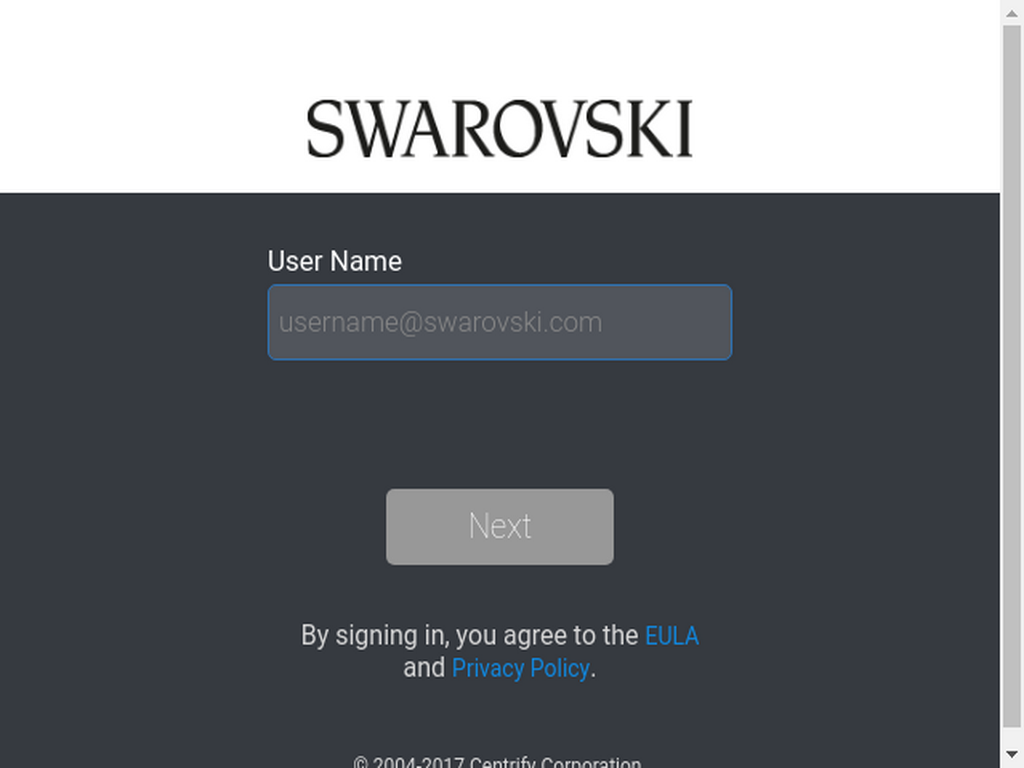 SWAROVSKI
User Name
username@swarovski.com
Next
By signing in, you agree to the EULA
and Privacy Policy.
© 2004-2017 Centrify Corporation